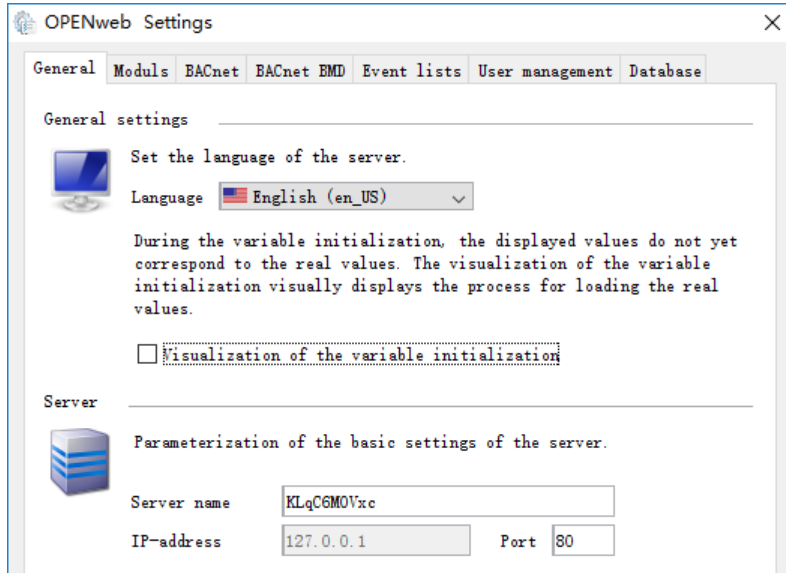 OPENweb Settings
General Moduls BACnet BACnet BMD Event lists User management Database
General settings
Set the language of the server.
Language English (en_US)
During the variable initialization, the displayed values do not yet
correspond to the real values. The visualization of the variable
initialization visually displays the process for loading the real
values.
Visualization of the variable initialization
Server
Parameterization of the basic settings of the server.
Server name KLqC6M0Vxc
IP-address 127.0.0.1 Port 80